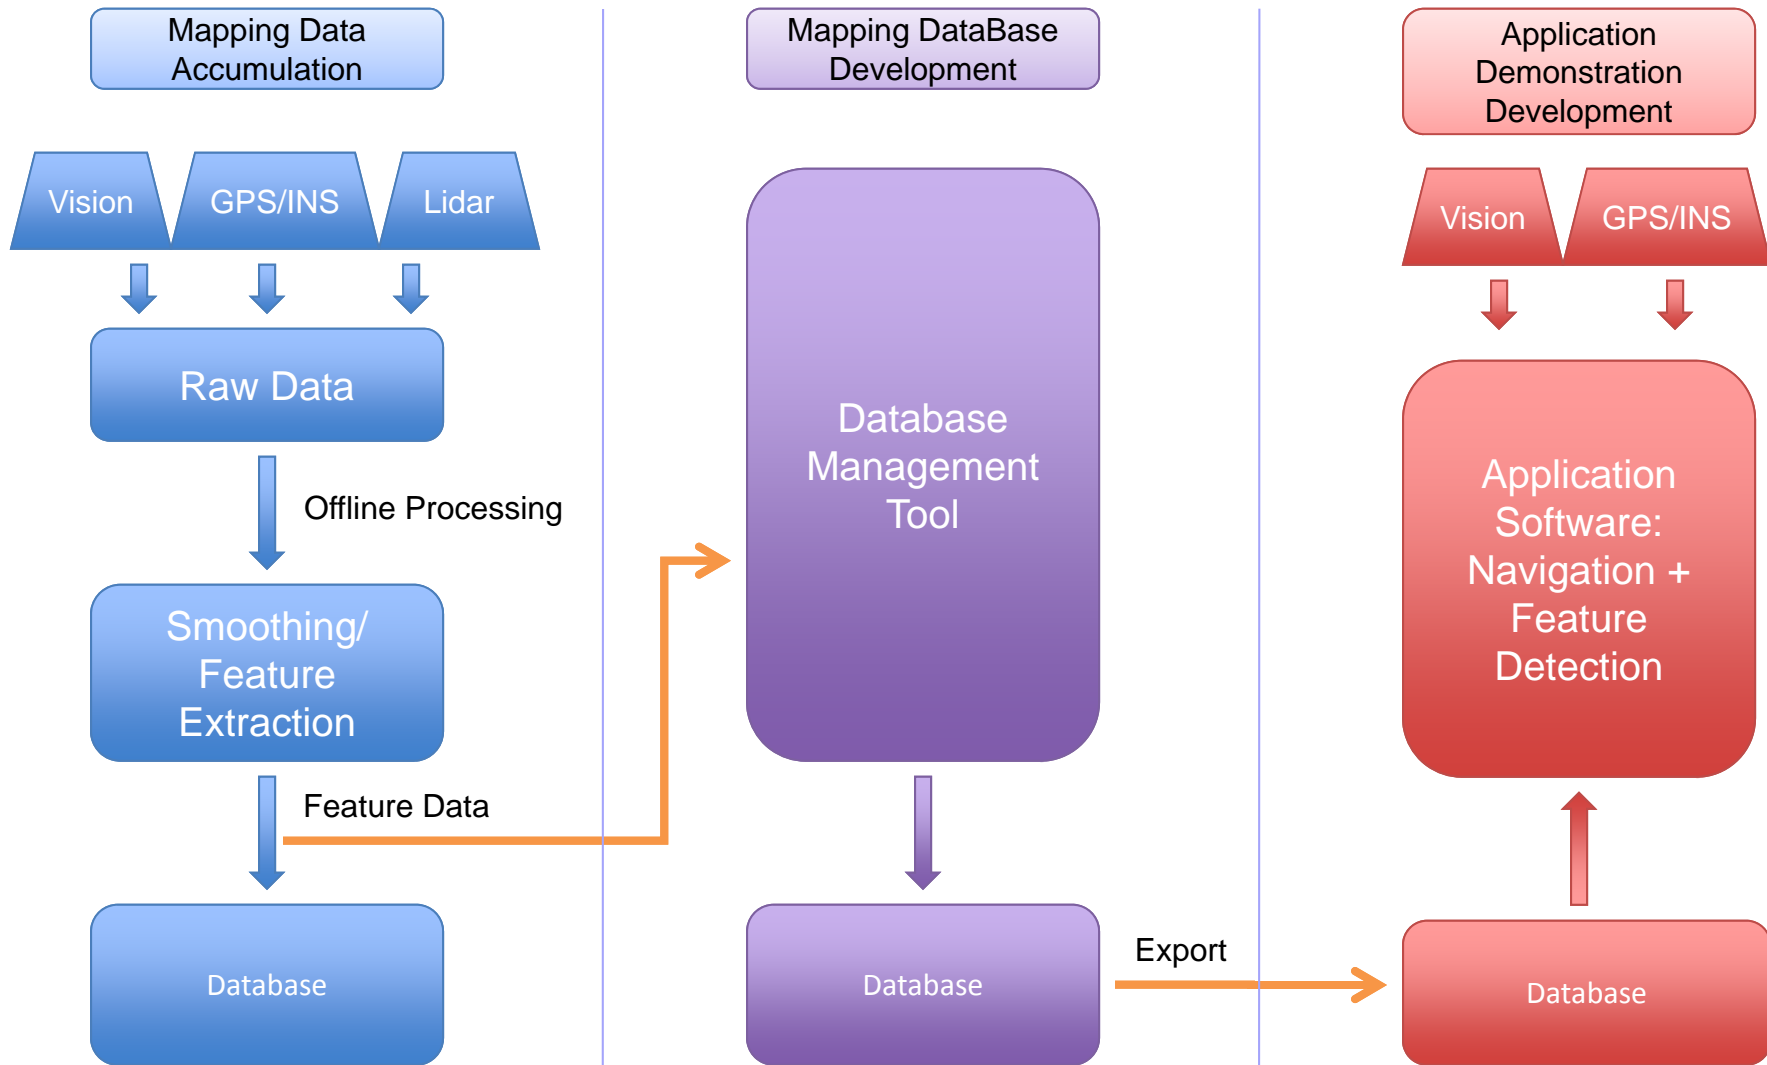 Mapping Data
Accumulation
Vision
GPS/INS
Lidar
Raw Data
Offline Processing
Smoothing/
Feature
Extraction
Feature Data
Database
Mapping DataBase
Development
Database
Management
Tool
Database
Export
Application
Demonstration
Development
Vision
GPS/INS
Application
Software:
Navigation +
Feature
Detection
Database